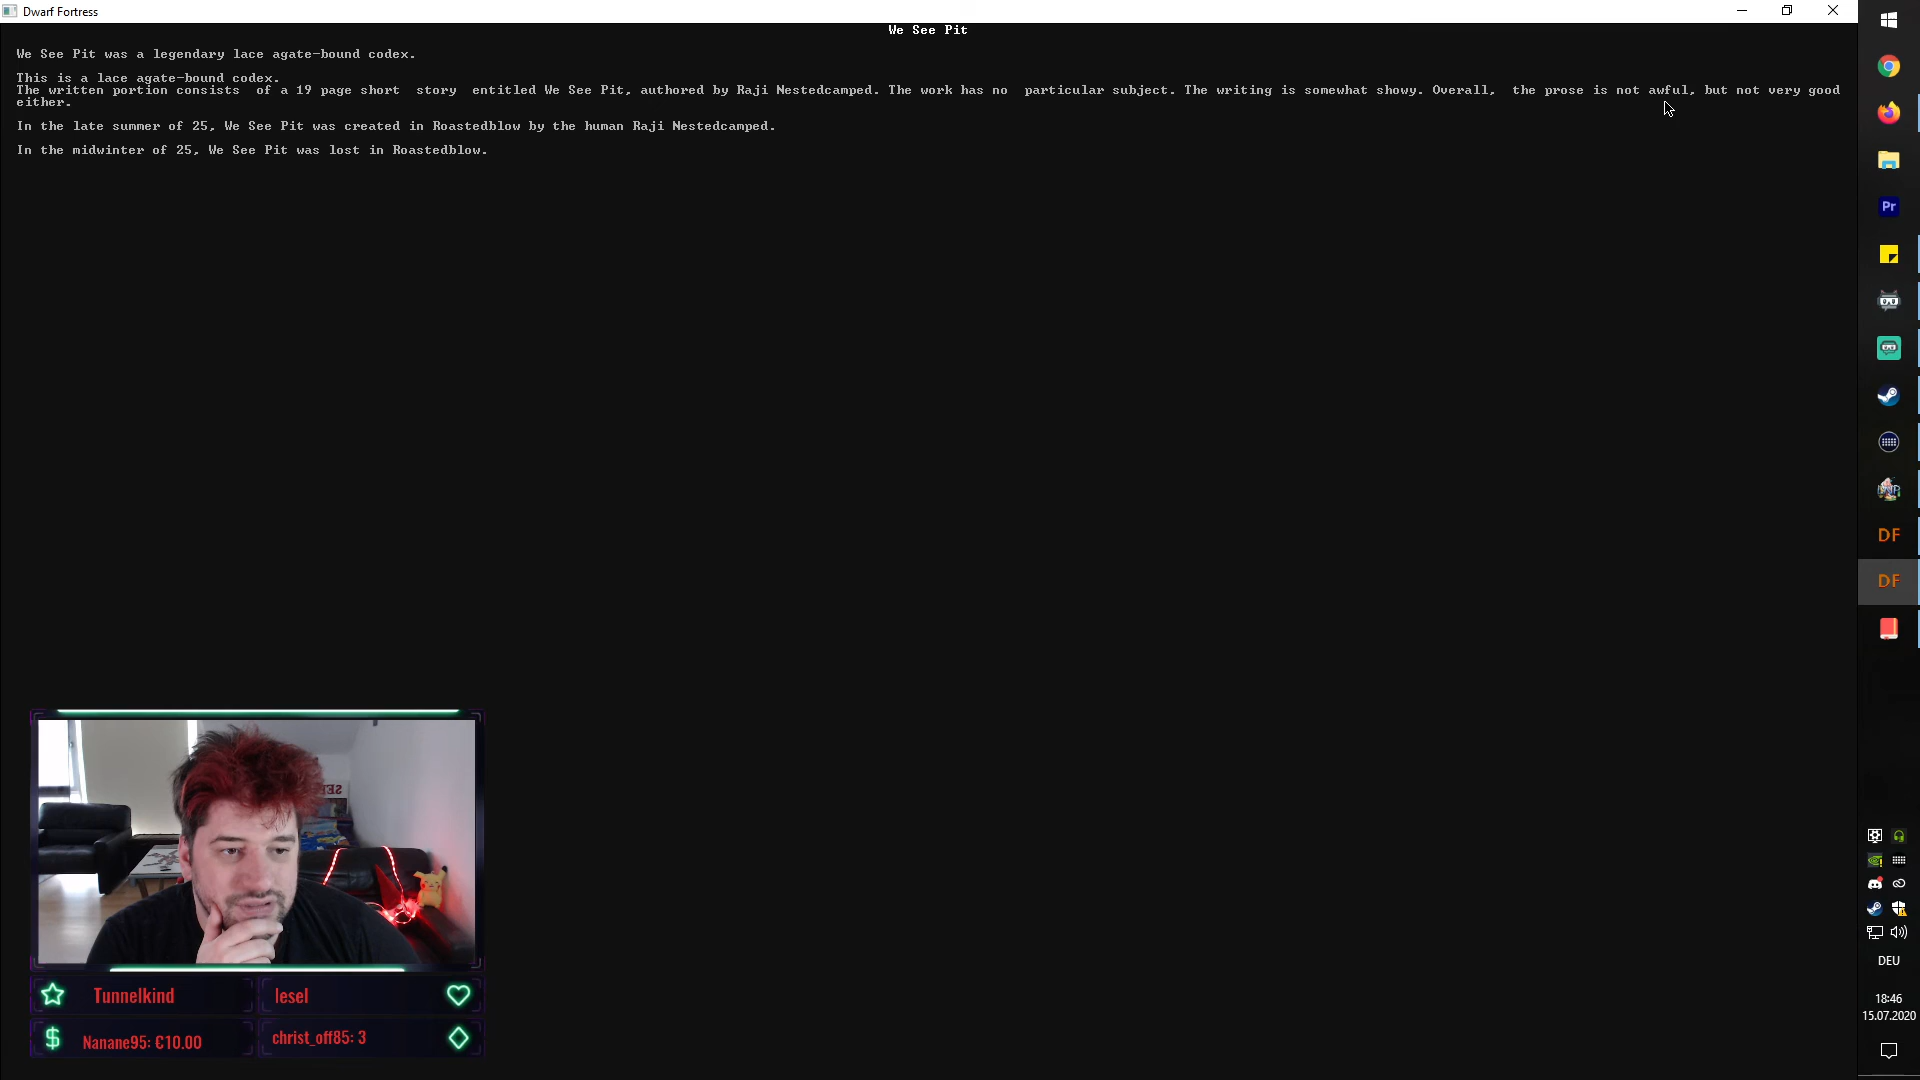 Dwarf Fortress
We See Pit
We See Pit was a legendary lace agate-bound codex.
This is a lace agate-bound codex.
The written portion consists of a 19 page short story entitled We See Pit, authored by Raji Nestedcamped. The work has no particular subject. The writing is somewhat showy. Overall, the prose is not awful, but not very good
either.
In the late summer of 25, We See Pit was created in Roastedblow by the human Raji Nestedcamped.
In the midwinter of 25, We See Pit was lost in Roastedblow.
Pr
DF
DF
Tunnelkind
lesel
$
Nanane95: €10.00
christ_off85: 3
DEU
18:46
15.07.2020